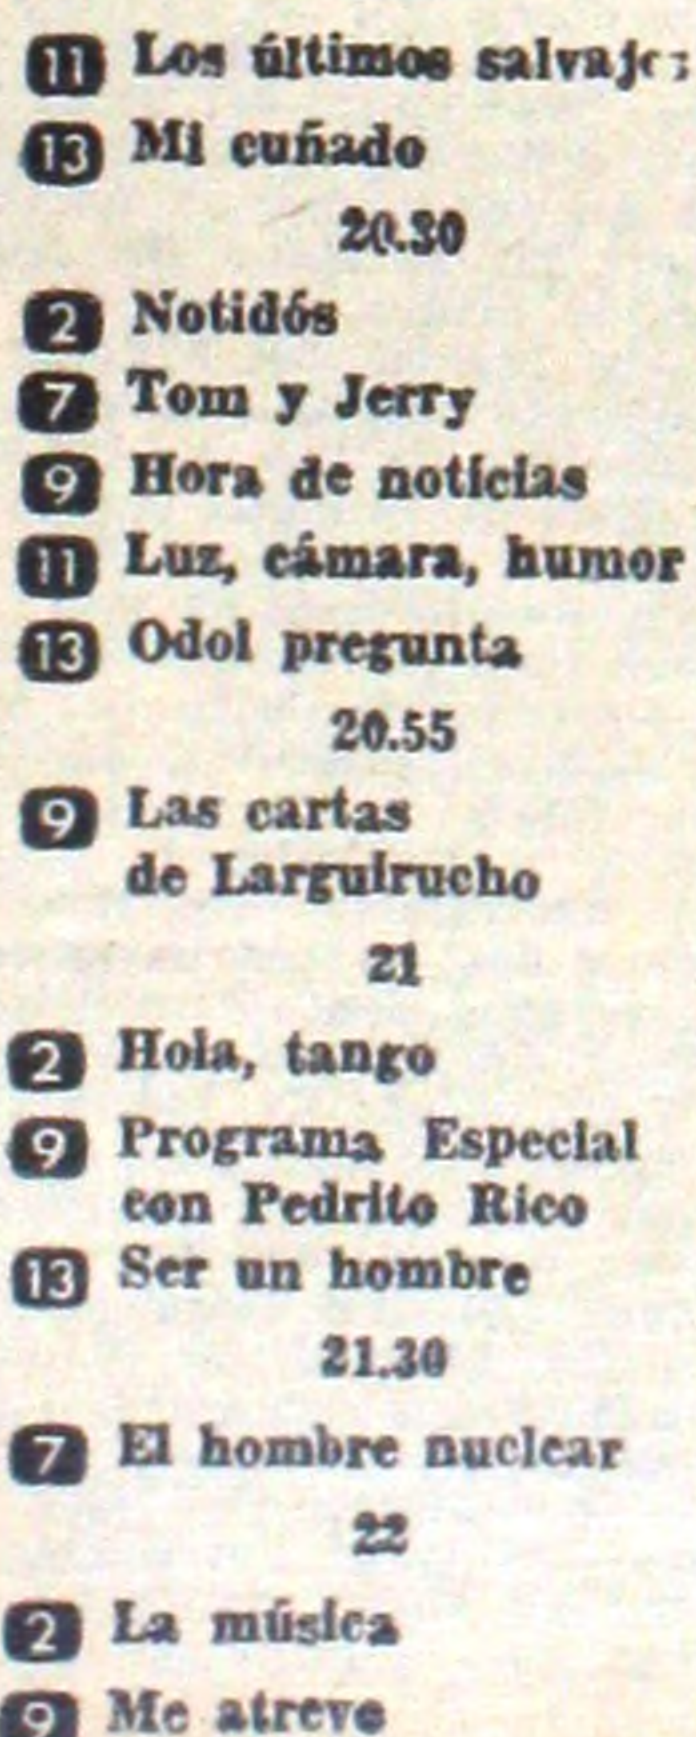 11 Los últimos salvajes
13 Mi cuñado
20.30
2 Notidós
7 Tom y Jerry
9 Hora de noticias
11 Luz, cámara, humor
13 Odol pregunta
20.55
9 Las cartas
de Larguirucho
21
2 Hola, tango
9 Programa Especial
con Pedrito Rico
13 Ser un hombre
21.30
7 El hombre nuclear
22
2 La música
9 Me atrevo